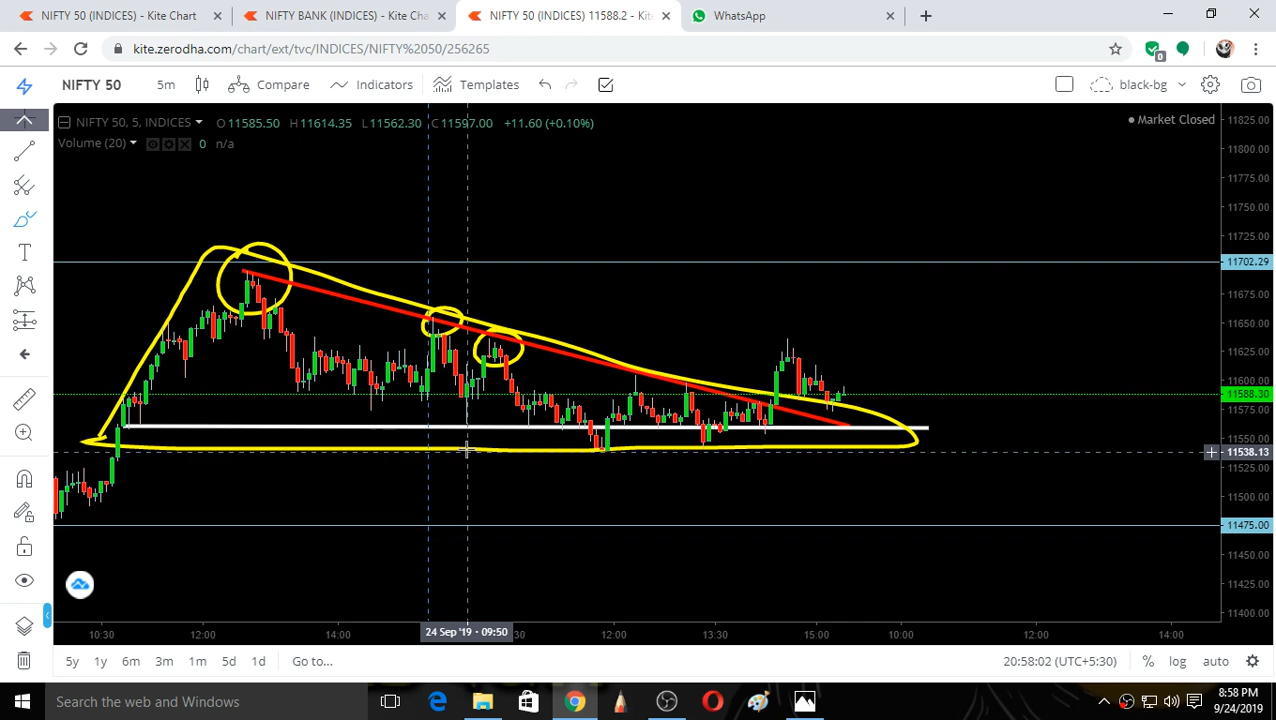 NIFTY 50 (INDICES) - Kite Chart
NIFTY BANK (INDICES) - Kite Chart
NIFTY 50 (INDICES) 11588.2 - Kite
WhatsApp
kite.zerodha.com/chart/ext/tvc/INDICES/NIFTY%2050/256265
0
NIFTY 50
5m
Compare
Indicators
Templates
black-bg
NIFTY 50, 5, INDICES
O 11585.50 H 11614.35 L 11562.30 C 11597.00 +11.60 (+0.10%)
Market Closed
Volume (20)
0 n/a
11825.00
11800.00
11775.00
11750.00
11725.00
11702.29
11675.00
11650.00
11625.00
11600.00
11588.30
11575.00
11550.00
11538.13
11525.00
11500.00
11475.00
11450.00
11425.00
11400.00
10:30
12:00
14:00
24 Sep '19 - 09:50
30
12:00
13:30
15:00
10:00
12:00
14:00
5y
1y
6m
3m
1m
5d
1d
Go to...
20:58:02 (UTC+5:30)
%
log
auto
Search the web and Windows
8:58 PM
9/24/2019